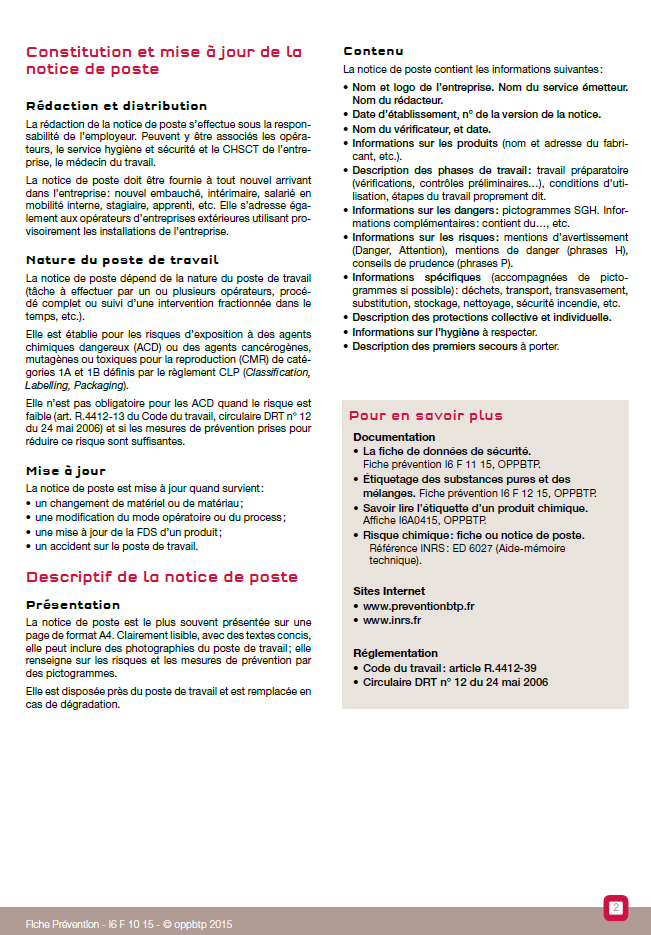 Constitution et mise à jour de la
notice de poste
Rédaction et distribution
La rédaction de la notice de poste s'effectue sous la respon-
sabilité de l'employeur. Peuvent y être associés les opéra-
teurs, le service hygiène et sécurité et le CHSCT de l'entre-
prise, le médecin du travail.
La notice de poste doit être fournie à tout nouvel arrivant
dans l'entreprise : nouvel embauché, intérimaire, salarié en
mobilité interne, stagiaire, apprenti, etc. Elle s'adresse éga-
lement aux opérateurs d'entreprises extérieures utilisant pro-
visoirement les installations de l'entreprise.
Nature du poste de travail
La notice de poste dépend de la nature du poste de travail
(tâche à effectuer par un ou plusieurs opérateurs, procé-
dé complet ou suivi d'une intervention fractionnée dans le
temps, etc.).
Elle est établie pour les risques d'exposition à des agents
chimiques dangereux (ACD) ou des agents cancérogènes,
mutagènes ou toxiques pour la reproduction (CMR) de caté-
gories 1A et 1B définis par le règlement CLP (Classification,
Labelling, Packaging).
Elle n'est pas obligatoire pour les ACD quand le risque est
faible (art. R.4412-13 du Code du travail, circulaire DRT n° 12
du 24 mai 2006) et si les mesures de prévention prises pour
réduire ce risque sont suffisantes.
Mise à jour
La notice de poste est mise à jour quand survient :
• un changement de matériel ou de matériau ;
• une modification du mode opératoire ou du process ;
• une mise à jour de la FDS d'un produit ;
• un accident sur le poste de travail.
Descriptif de la notice de poste
Présentation
La notice de poste est le plus souvent présentée sur une
page de format A4. Clairement lisible, avec des textes concis,
elle peut inclure des photographies du poste de travail ; elle
renseigne sur les risques et les mesures de prévention par
des pictogrammes.
Elle est disposée près du poste de travail et est remplacée en
cas de dégradation.
Contenu
La notice de poste contient les informations suivantes :
• Nom et logo de l'entreprise. Nom du service émetteur.
Nom du rédacteur.
• Date d'établissement, n° de la version de la notice.
• Nom du vérificateur, et date.
• Informations sur les produits (nom et adresse du fabri-
cant, etc.).
• Description des phases de travail : travail préparatoire
(vérifications, contrôles préliminaires…), conditions d'uti-
lisation, étapes du travail proprement dit.
• Informations sur les dangers : pictogrammes SGH. Infor-
mations complémentaires : contient du…, etc.
• Informations sur les risques : mentions d'avertissement
(Danger, Attention), mentions de danger (phrases H),
conseils de prudence (phrases P).
• Informations spécifiques (accompagnées de picto-
grammes si possible) : déchets, transport, transvasement,
substitution, stockage, nettoyage, sécurité incendie, etc.
• Description des protections collective et individuelle.
• Informations sur l'hygiène à respecter.
• Description des premiers secours à porter.
Pour en savoir plus
Documentation
• La fiche de données de sécurité.
Fiche prévention I6 F 11 15, OPPBTP.
• Étiquetage des substances pures et des
mélanges. Fiche prévention I6 F 12 15, OPPBTP.
• Savoir lire l'étiquette d'un produit chimique.
Affiche I6A0415, OPPBTP.
• Risque chimique : fiche ou notice de poste.
Référence INRS : ED 6027 (Aide-mémoire
technique).
Sites Internet
• www.preventionbtp.fr
• www.inrs.fr
Réglementation
• Code du travail : article R.4412-39
• Circulaire DRT n° 12 du 24 mai 2006
Fiche Prévention - I6 F 10 15 - © oppbtp 2015
2